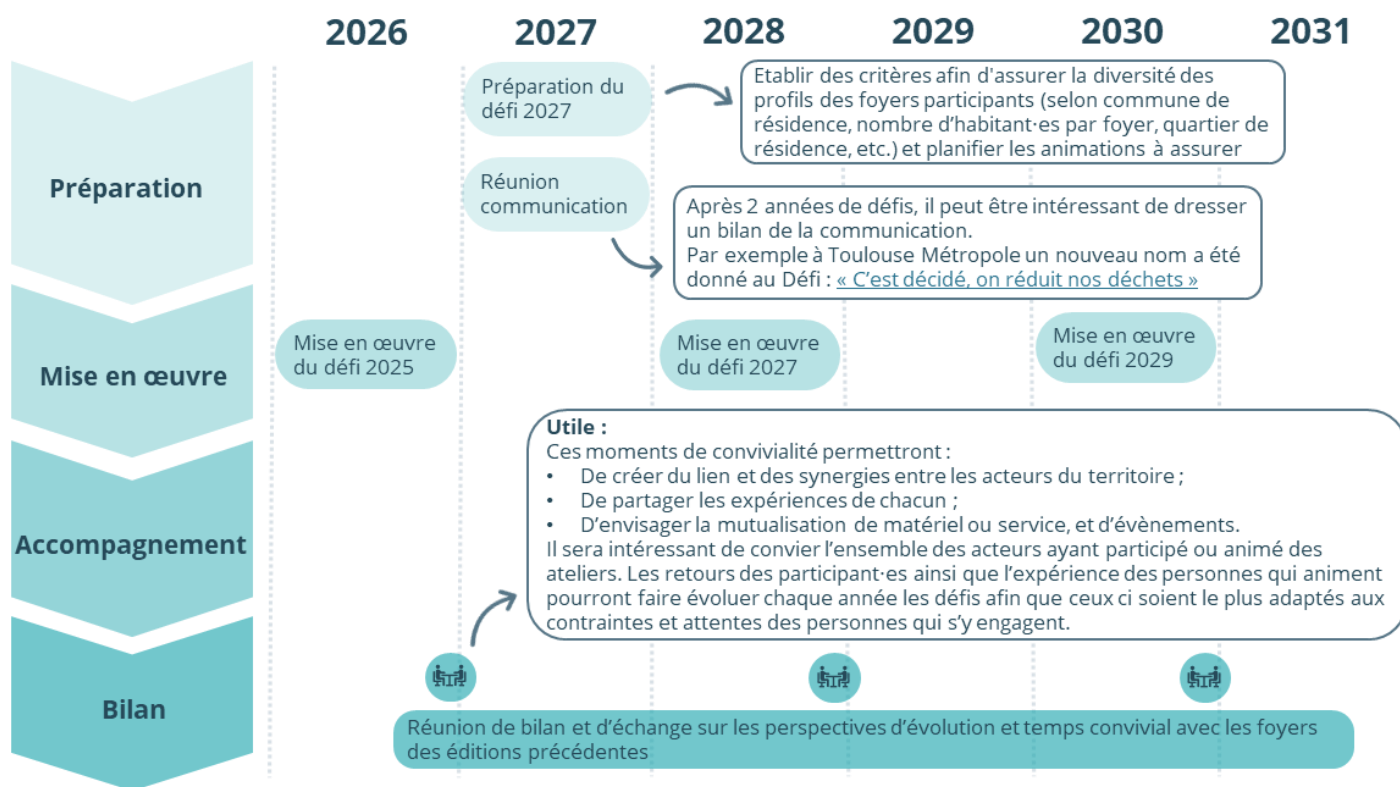 2026 2027 2028 2029 2030 2031
Préparation
Préparation du
défi 2027
Etablir des critères afin d'assurer la diversité des
profils des foyers participants (selon commune de
résidence, nombre d’habitant·es par foyer, quartier de
résidence, etc.) et planifier les animations à assurer
Réunion
communication
Après 2 années de défis, il peut être intéressant de dresser
un bilan de la communication.
Par exemple à Toulouse Métropole un nouveau nom a été
donné au Défi : « C’est décidé, on réduit nos déchets »
Mise en œuvre
Mise en œuvre
du défi 2025
Mise en œuvre
du défi 2027
Mise en œuvre
du défi 2029
Accompagnement
Utile :
Ces moments de convivialité permettront :
• De créer du lien et des synergies entre les acteurs du territoire ;
• De partager les expériences de chacun ;
• D’envisager la mutualisation de matériel ou service, et d’évènements.
Il sera intéressant de convier l’ensemble des acteurs ayant participé ou animé des
ateliers. Les retours des participant·es ainsi que l’expérience des personnes qui animent
pourront faire évoluer chaque année les défis afin que ceux ci soient le plus adaptés aux
contraintes et attentes des personnes qui s’y engagent.
Bilan
Réunion de bilan et d’échange sur les perspectives d’évolution et temps convivial avec les foyers
des éditions précédentes